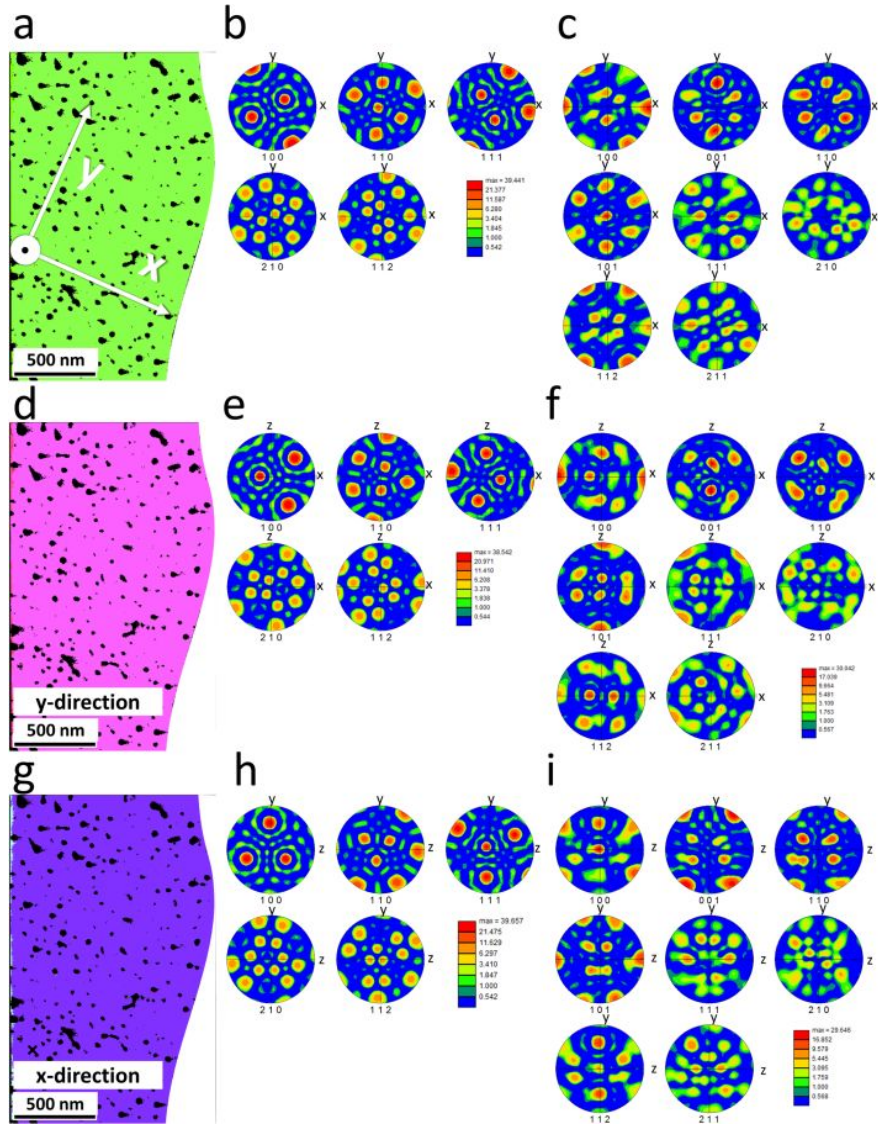 a
y
x
500 nm
b
y
y
y
x
x
x
1 0 0
1 1 0
1 1 1
y
y
x
x
2 1 0
1 1 2
max = 39.441
21.377
11.587
6.280
3.404
1.845
1.000
0.542
c
y
y
y
x
x
x
1 0 0
0 0 1
1 1 0
y
y
y
x
x
x
1 0 1
1 1 1
2 1 0
y
y
x
x
1 1 2
2 1 1
d
y-direction
500 nm
e
z
z
z
x
x
x
1 0 0
1 1 0
1 1 1
z
z
x
x
2 1 0
1 1 2
max = 38.542
20.971
11.410
6.208
3.378
1.838
1.000
0.544
f
z
z
z
x
x
x
1 0 0
0 0 1
1 1 0
z
z
z
x
x
x
1 0 1
1 1 1
2 1 0
z
z
x
x
1 1 2
2 1 1
max = 30.042
17.039
5.481
3.109
1.763
1.000
0.567
g
x-direction
500 nm
h
y
y
y
z
z
z
1 0 0
1 1 0
1 1 1
y
y
z
z
2 1 0
1 1 2
max = 39.657
21.475
11.629
6.297
3.410
1.847
1.000
0.542
i
y
y
y
z
z
z
1 0 0
0 0 1
1 1 0
y
y
y
z
z
z
1 0 1
1 1 1
2 1 0
y
y
z
z
1 1 2
2 1 1
max = 29.646
16.852
9.579
5.445
3.095
1.759
1.000
0.568